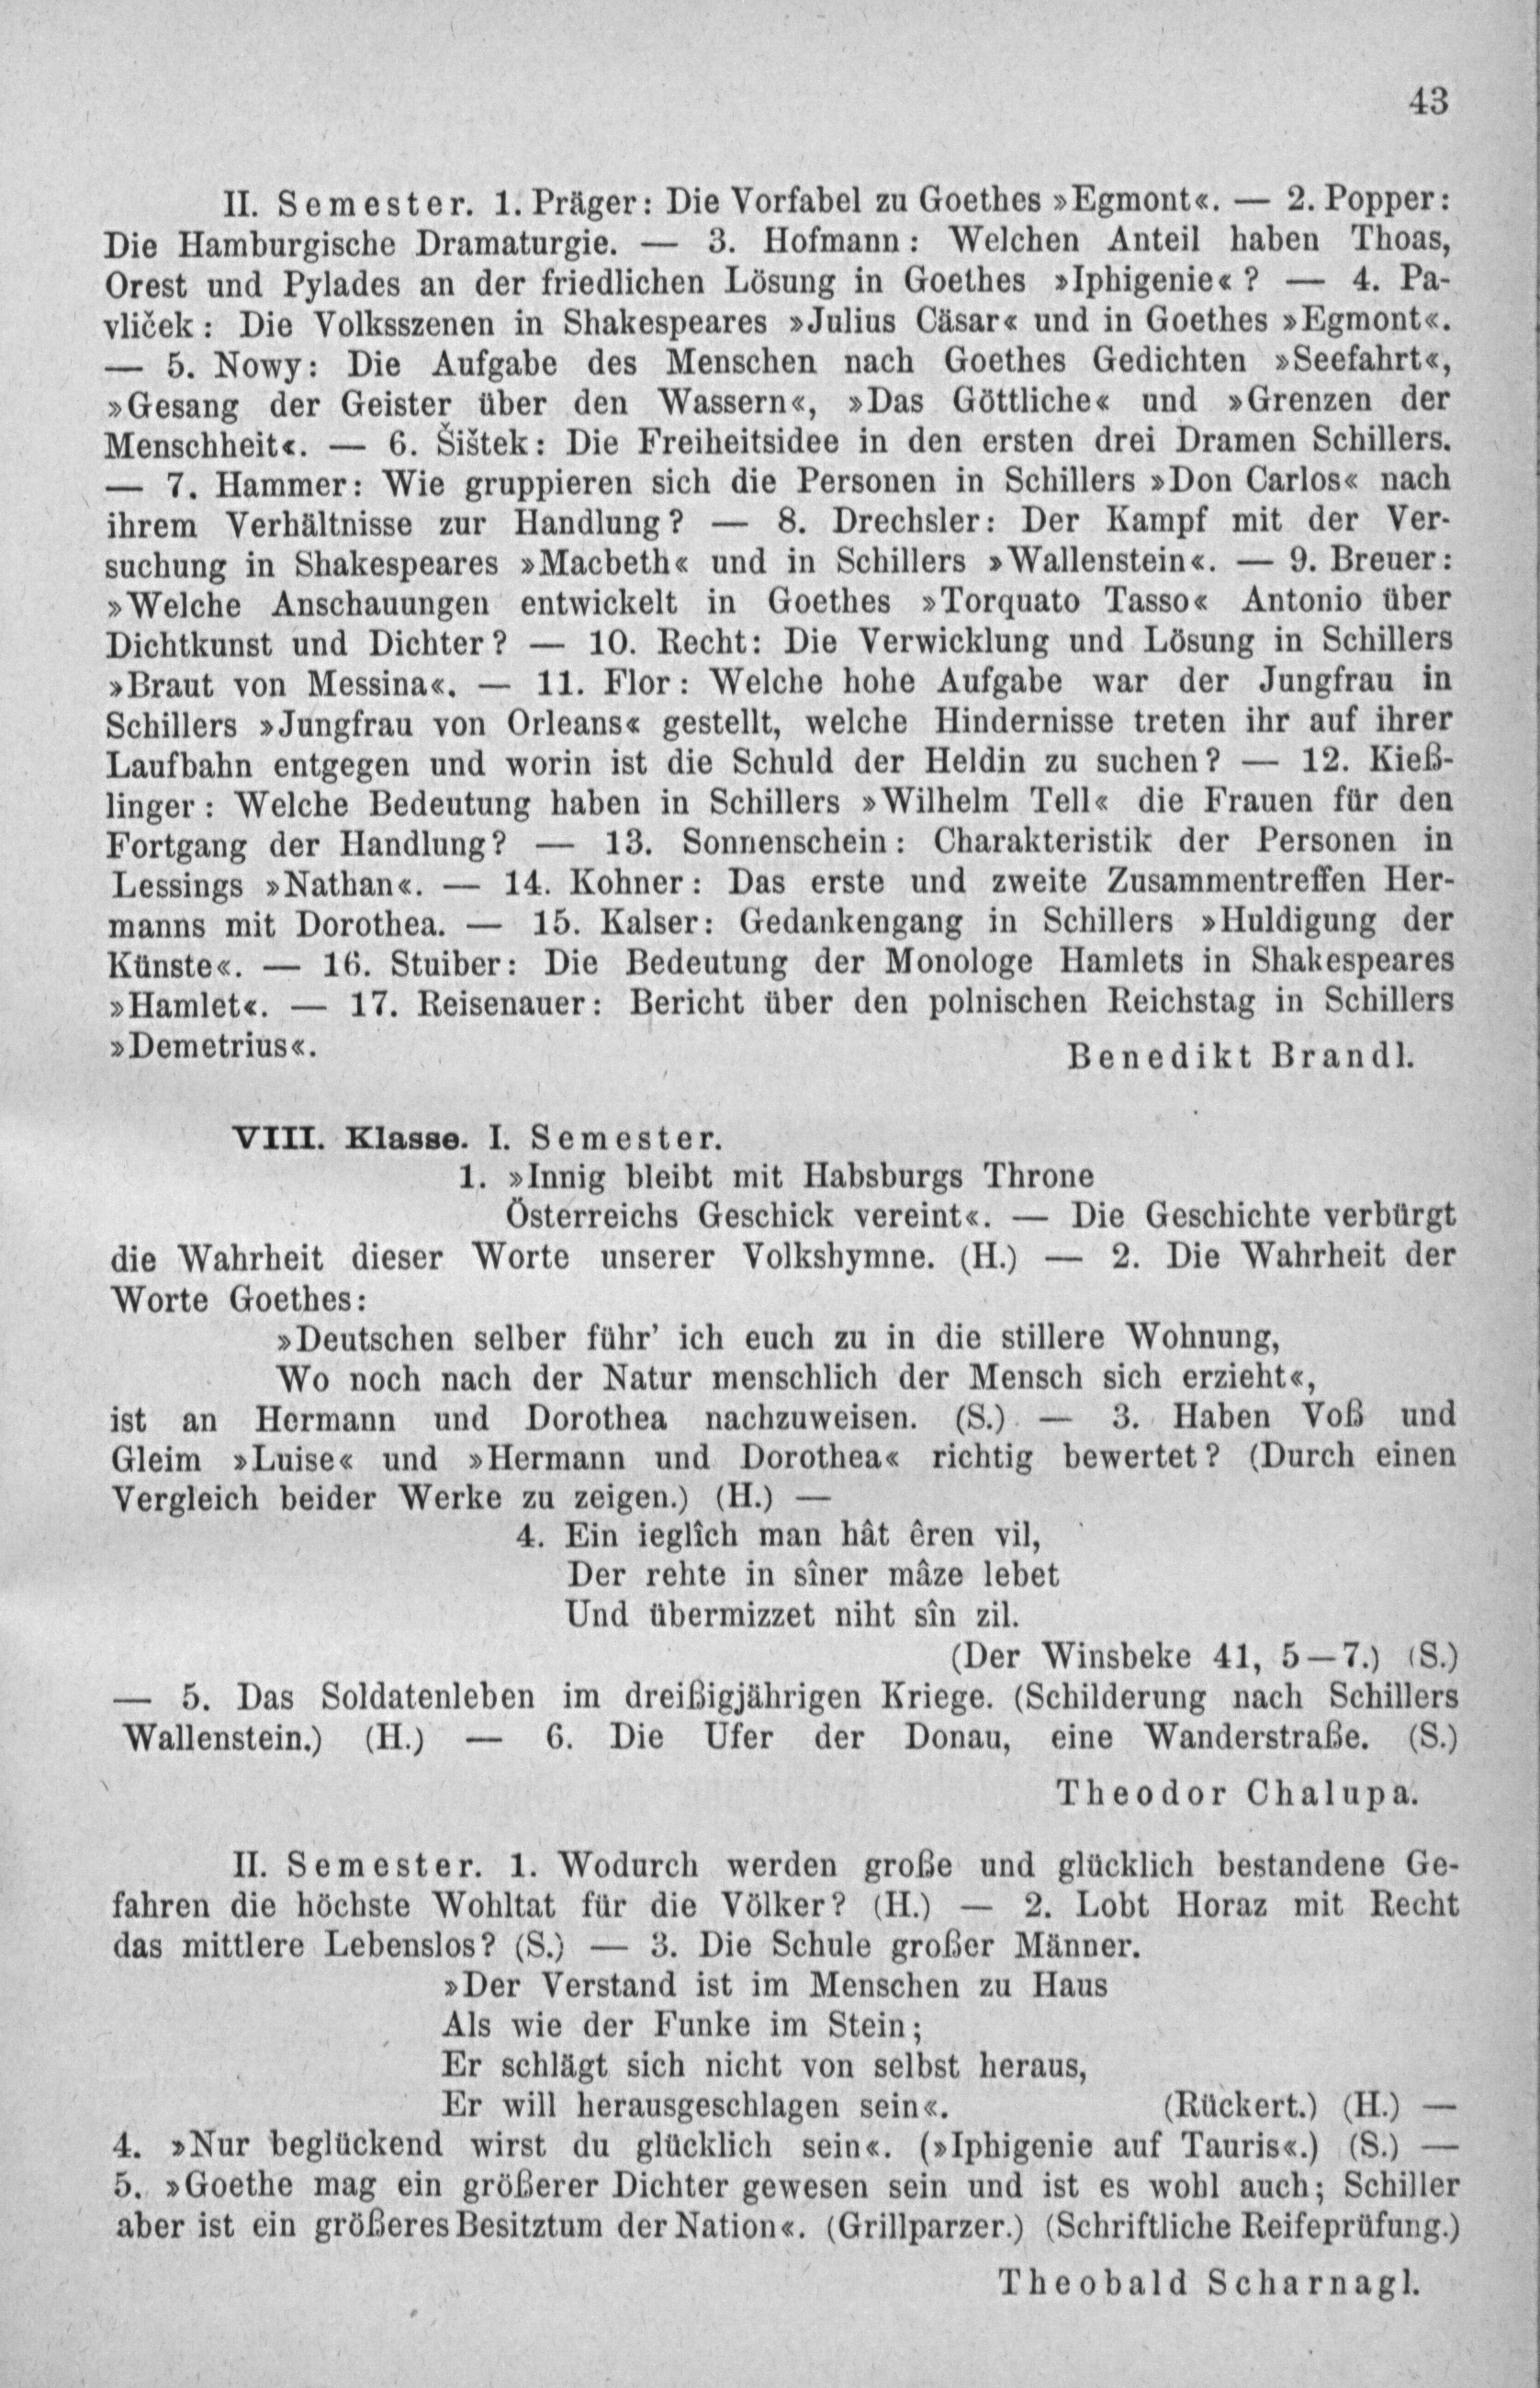 43
II. Semester. 1. Präger: Die Vorfabel zu Goethes »Egmont«. — 2. Popper:
Die Hamburgische Dramaturgie. — 3. Hofmann: Welchen Anteil haben Thoas,
Orest und Pylades an der friedlichen Lösung in Goethes »Iphigenie«? — 4. Pa-
vliček: Die Volksszenen in Shakespeares »Julius Cäsar« und in Goethes »Egmont«.
— 5. Nowy: Die Aufgabe des Menschen nach Goethes Gedichten »Seefahrt«,
»Gesang der Geister über den Wassern«, »Das Göttliche« und »Grenzen der
Menschheit«. — 6. Šištek: Die Freiheitsidee in den ersten drei Dramen Schillers.
— 7. Hammer: Wie gruppieren sich die Personen in Schillers »Don Carlos« nach
ihrem Verhältnisse zur Handlung? — 8. Drechsler: Der Kampf mit der Ver-
suchung in Shakespeares »Macbeth« und in Schillers »Wallenstein«. — 9. Breuer:
»Welche Anschauungen entwickelt in Goethes »Torquato Tasso« Antonio über
Dichtkunst und Dichter? — 10. Recht: Die Verwicklung und Lösung in Schillers
»Braut von Messina«. — 11. Flor: Welche hohe Aufgabe war der Jungfrau in
Schillers »Jungfrau von Orleans« gestellt, welche Hindernisse treten ihr auf ihrer
Laufbahn entgegen und worin ist die Schuld der Heldin zu suchen? — 12. Kieß-
linger: Welche Bedeutung haben in Schillers »Wilhelm Tell« die Frauen für den
Fortgang der Handlung? — 13. Sonnenschein: Charakteristik der Personen in
Lessings »Nathan«. — 14. Kohner: Das erste und zweite Zusammentreffen Her-
manns mit Dorothea. — 15. Kalser: Gedankengang in Schillers »Huldigung der
Künste«. — 16. Stuiber: Die Bedeutung der Monologe Hamlets in Shakespeares
»Hamlet«. — 17. Reisenauer: Bericht über den polnischen Reichstag in Schillers
»Demetrius«.
Benedikt Brandl.
VIII. Klasse. I. Semester.
1. »Innig bleibt mit Habsburgs Throne
Österreichs Geschick vereint«. — Die Geschichte verbürgt
die Wahrheit dieser Worte unserer Volkshymne. (H.) — 2. Die Wahrheit der
Worte Goethes:
»Deutschen selber führ' ich euch zu in die stillere Wohnung,
Wo noch nach der Natur menschlich der Mensch sich erzieht«,
ist an Hermann und Dorothea nachzuweisen. (S.) — 3. Haben Voß und
Gleim »Luise« und »Hermann und Dorothea« richtig bewertet? (Durch einen
Vergleich beider Werke zu zeigen.) (H.) —
4. Ein ieglîch man hât êren vil,
Der rehte in sîner mâze lebet
Und übermizzet niht sîn zil.
(Der Winsbeke 41, 5—7.) (S.)
— 5. Das Soldatenleben im dreißigjährigen Kriege. (Schilderung nach Schillers
Wallenstein.) (H.) — 6. Die Ufer der Donau, eine Wanderstraße. (S.)
Theodor Chalupa.
II. Semester. 1. Wodurch werden große und glücklich bestandene Ge-
fahren die höchste Wohltat für die Völker? (H.) — 2. Lobt Horaz mit Recht
das mittlere Lebenslos? (S.) — 3. Die Schule großer Männer.
»Der Verstand ist im Menschen zu Haus
Als wie der Funke im Stein;
Er schlägt sich nicht von selbst heraus,
Er will herausgeschlagen sein«. (Rückert.) (H.) —
4. »Nur beglückend wirst du glücklich sein«. (»Iphigenie auf Tauris«.) (S.) —
5. »Goethe mag ein größerer Dichter gewesen sein und ist es wohl auch; Schiller
aber ist ein größeres Besitztum der Nation«. (Grillparzer.) (Schriftliche Reifeprüfung.)
Theobald Scharnagl.